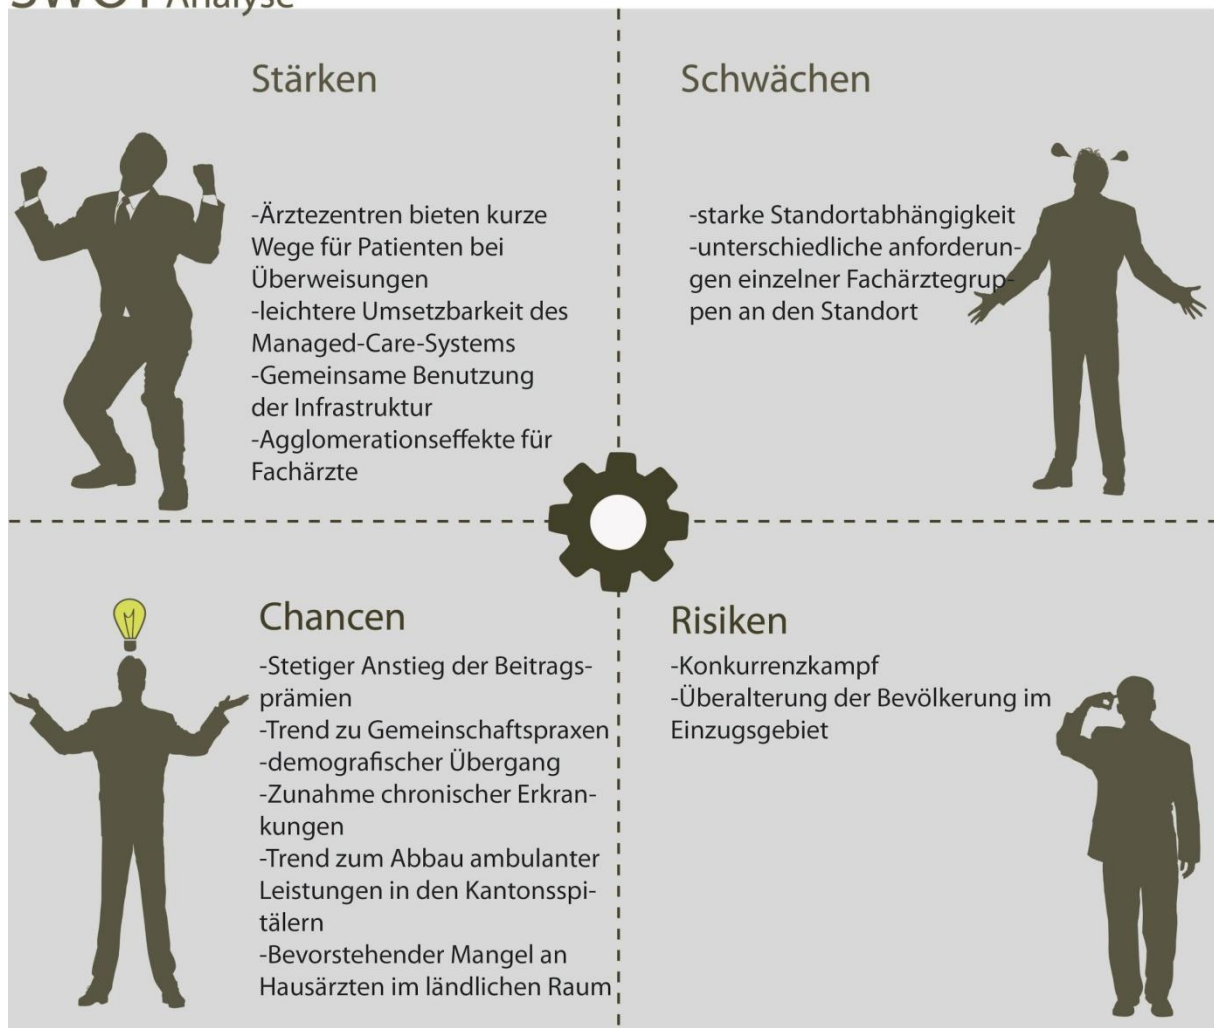 SWOT Analyse
Stärken
-Ärztezentren bieten kurze
Wege für Patienten bei
Überweisungen
-leichtere Umsetzbarkeit des
Managed-Care-Systems
-Gemeinsame Benutzung
der Infrastruktur
-Agglomerationseffekte für
Fachärzte
Schwächen
-starke Standortabhängigkeit
-unterschiedliche anforderun-
gen einzelner Fachärztegrup-
pen an den Standort
Chancen
-Stetiger Anstieg der Beitrags-
prämien
-Trend zu Gemeinschaftspraxen
-demografischer Übergang
-Zunahme chronischer Erkran-
kungen
-Trend zum Abbau ambulanter
Leistungen in den Kantonsspi-
tälern
-Bevorstehender Mangel an
Hausärzten im ländlichen Raum
Risiken
-Konkurrenzkampf
-Überalterung der Bevölkerung im
Einzugsgebiet